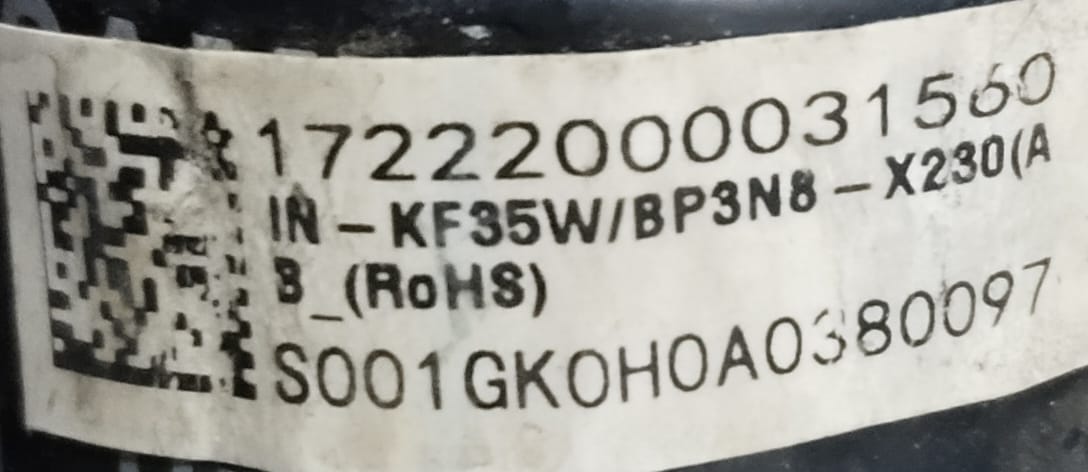 17222000031560
IN-KF35W/BP3N8-X230(A
B_(RoHS)
S001GK0H0A0380097